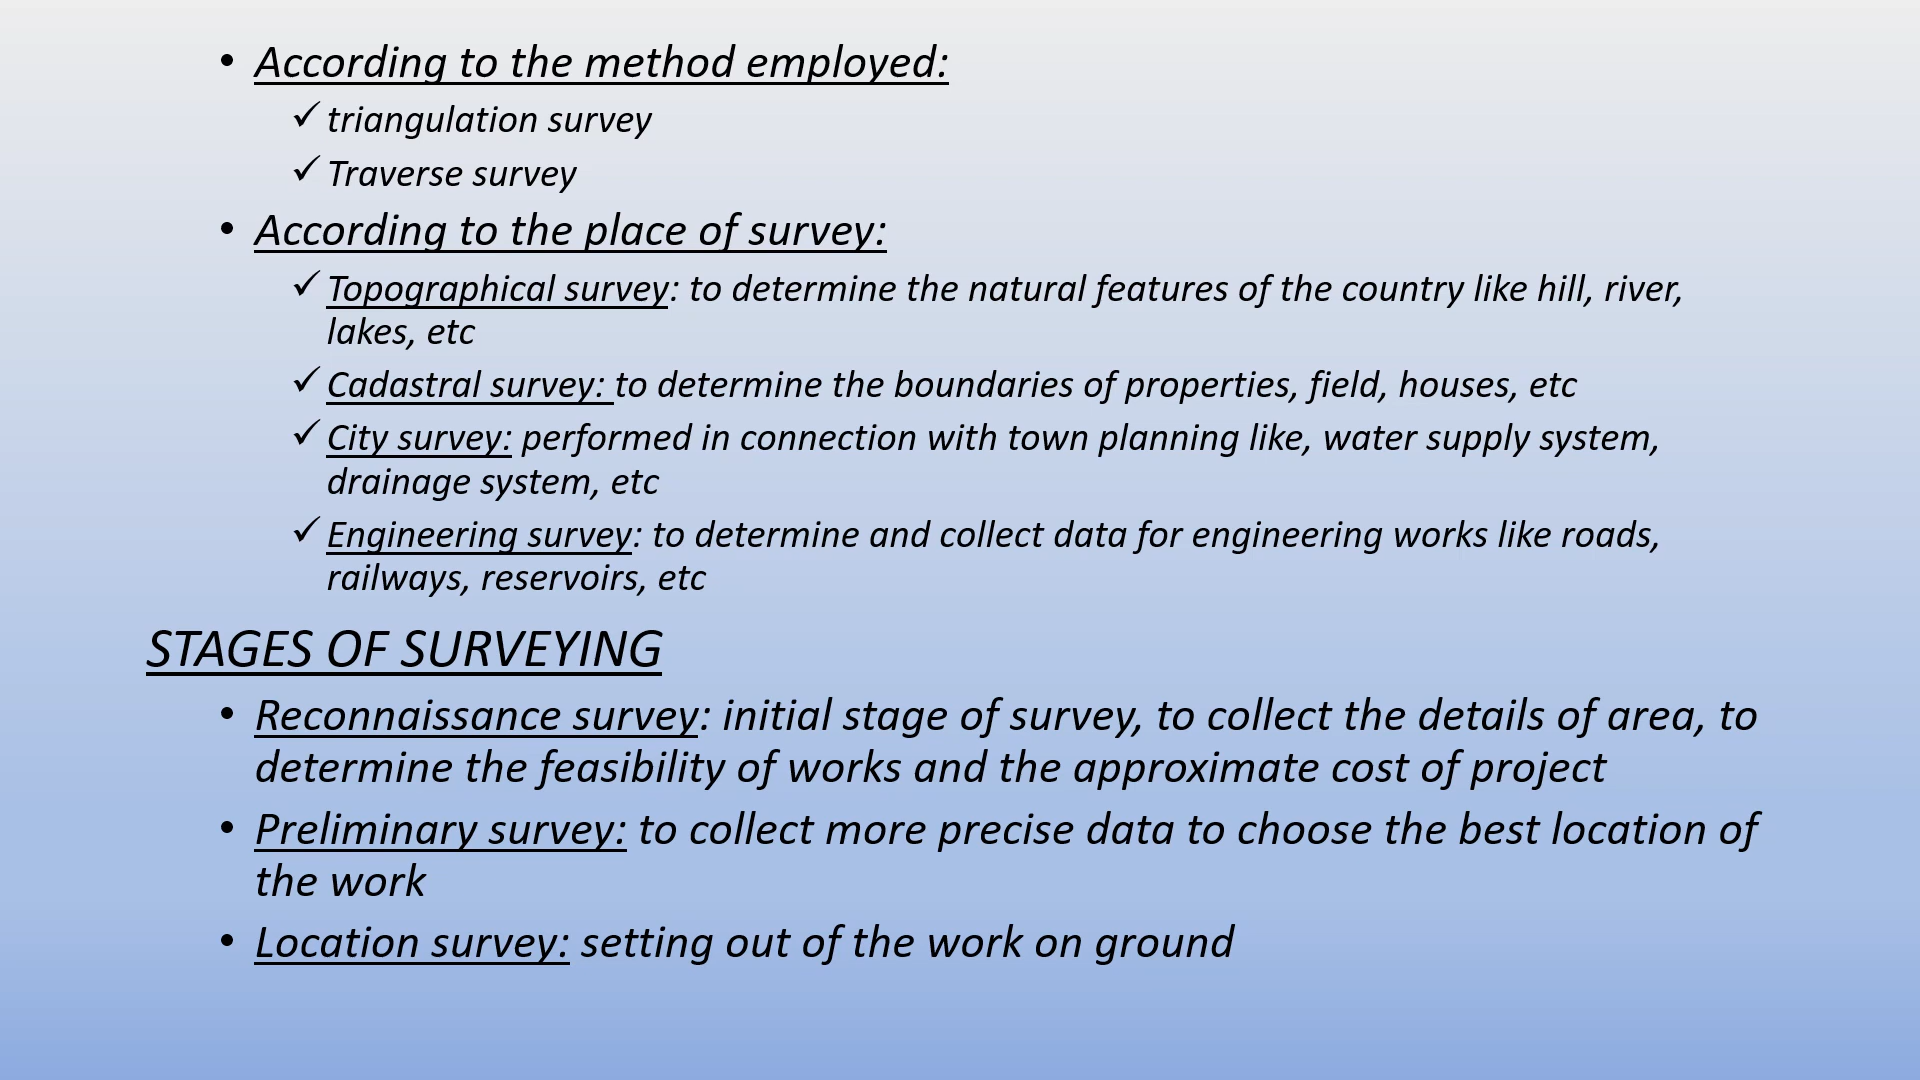 • According to the method employed:
✓ triangulation survey
✓ Traverse survey
• According to the place of survey:
✓ Topographical survey: to determine the natural features of the country like hill, river,
lakes, etc
✓ Cadastral survey: to determine the boundaries of properties, field, houses, etc
✓ City survey: performed in connection with town planning like, water supply system,
drainage system, etc
✓ Engineering survey: to determine and collect data for engineering works like roads,
railways, reservoirs, etc
STAGES OF SURVEYING
• Reconnaissance survey: initial stage of survey, to collect the details of area, to
determine the feasibility of works and the approximate cost of project
• Preliminary survey: to collect more precise data to choose the best location of
the work
• Location survey: setting out of the work on ground